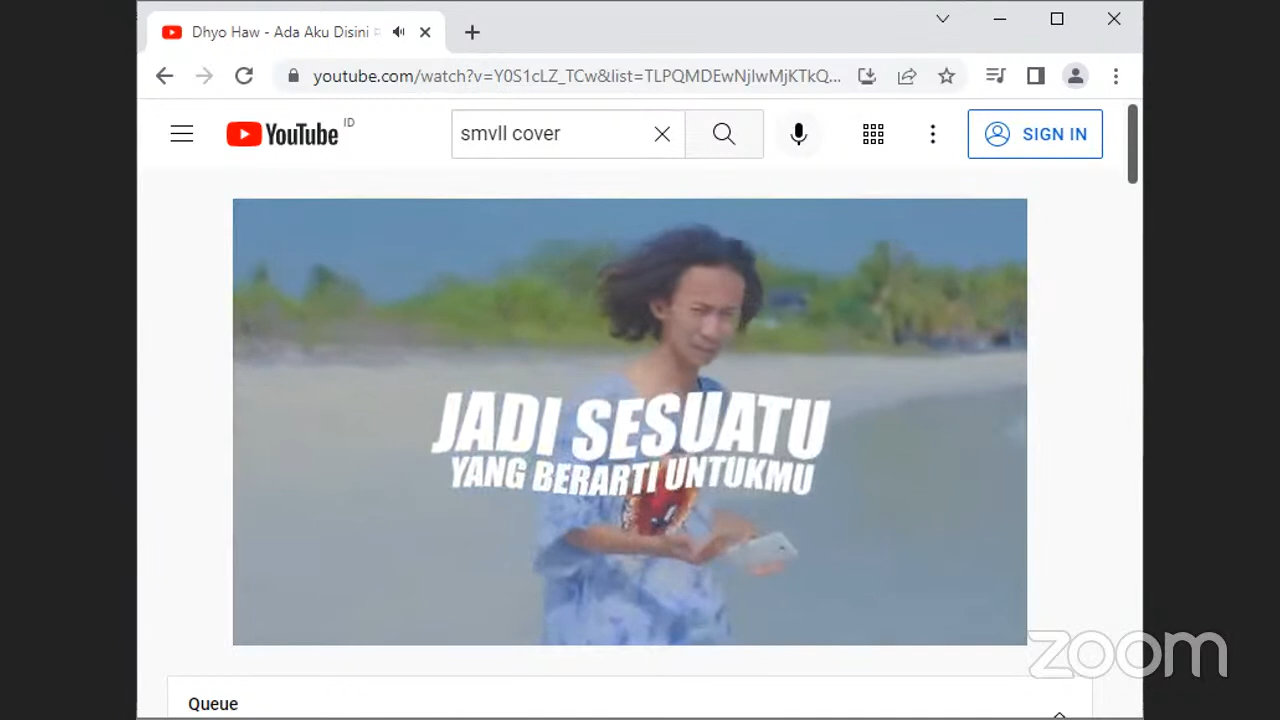 Dhyo Haw - Ada Aku Disini
youtube.com/watch?v=Y0S1cLZ_TCw&list=TLPQMDEwNjIwMjKTkQ...
YouTube ID
smvll cover
SIGN IN
JADI SESUATU
YANG BERARTI UNTUKMU
zoom
Queue